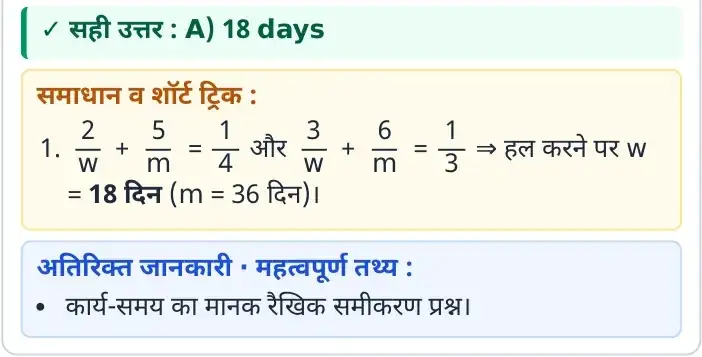 ✓ सही उत्तर : A) 18 days
समाधान व शॉर्ट ट्रिक :
1. 2/w + 5/m = 1/4 और 3/w + 6/m = 1/3 ⇒ हल करने पर w
= 18 दिन (m = 36 दिन)।
अतिरिक्त जानकारी · महत्वपूर्ण तथ्य :
• कार्य-समय का मानक रैखिक समीकरण प्रश्न।